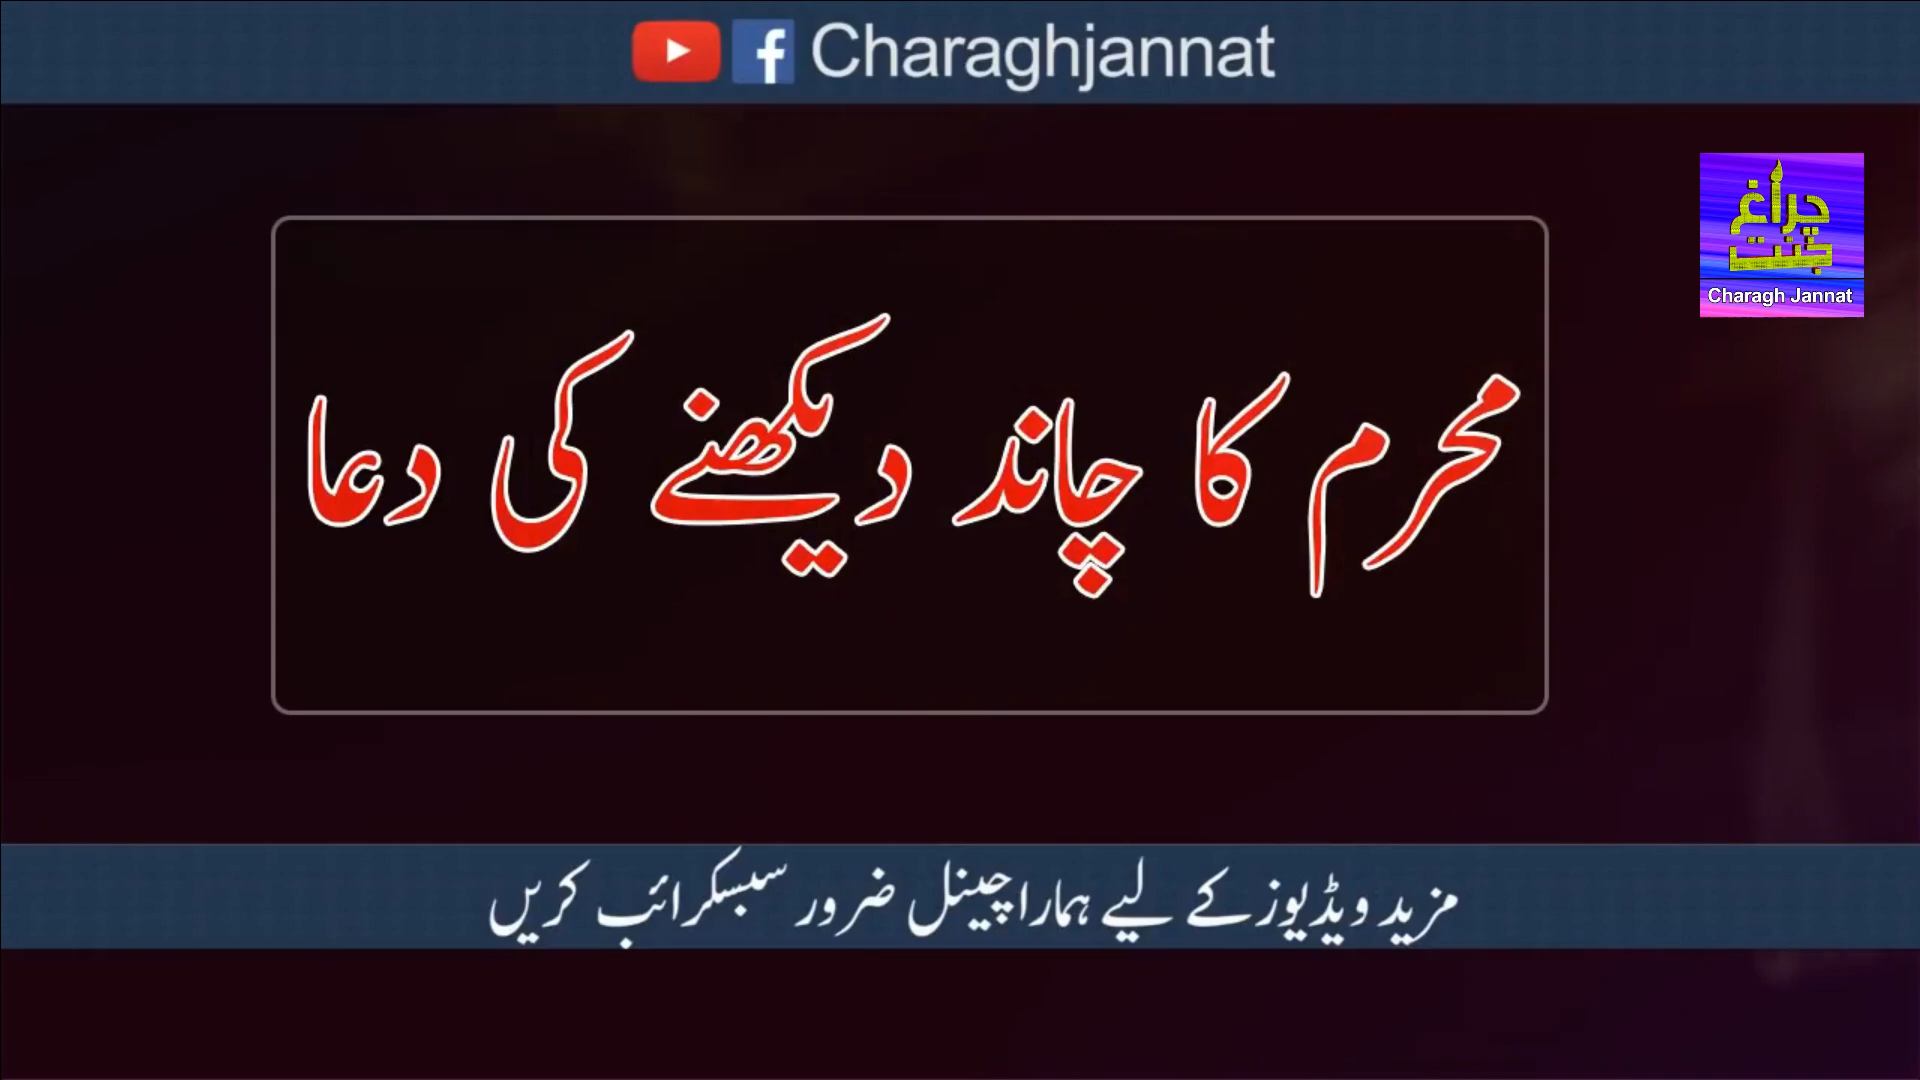 Charaghjannat
چراغ
جنت
Charagh Jannat
محرم کا چاند دیکھنے کی دعا
مزید ویڈیوز کے لیے ہمارا چینل ضرور سبسکرائب کریں